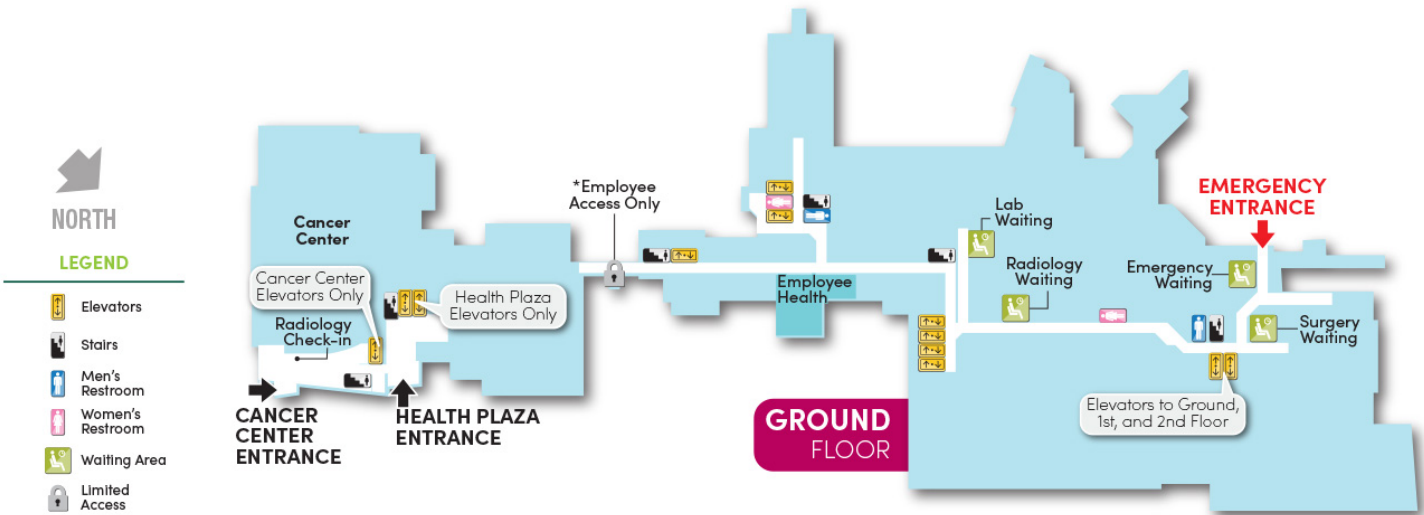 NORTH
LEGEND
Elevators
Stairs
Men's
Restroom
Women's
Restroom
Waiting Area
Limited
Access
Cancer
Center
Cancer Center
Elevators Only
Health Plaza
Elevators Only
Radiology
Check-in
CANCER
CENTER
ENTRANCE
HEALTH PLAZA
ENTRANCE
*Employee
Access Only
Employee
Health
GROUND
FLOOR
Lab
Waiting
Radiology
Waiting
EMERGENCY
ENTRANCE
Emergency
Waiting
Surgery
Waiting
Elevators to Ground,
1st, and 2nd Floor